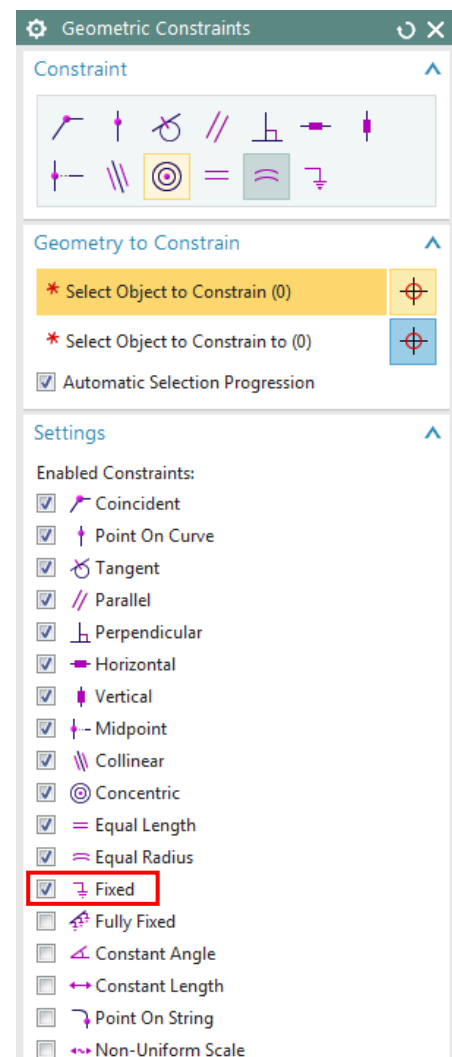 Geometric Constraints
Constraint
Geometry to Constrain
* Select Object to Constrain (0)
* Select Object to Constrain to (0)
Automatic Selection Progression
Settings
Enabled Constraints:
Coincident
Point On Curve
Tangent
Parallel
Perpendicular
Horizontal
Vertical
Midpoint
Collinear
Concentric
Equal Length
Equal Radius
Fixed
Fully Fixed
Constant Angle
Constant Length
Point On String
Non-Uniform Scale